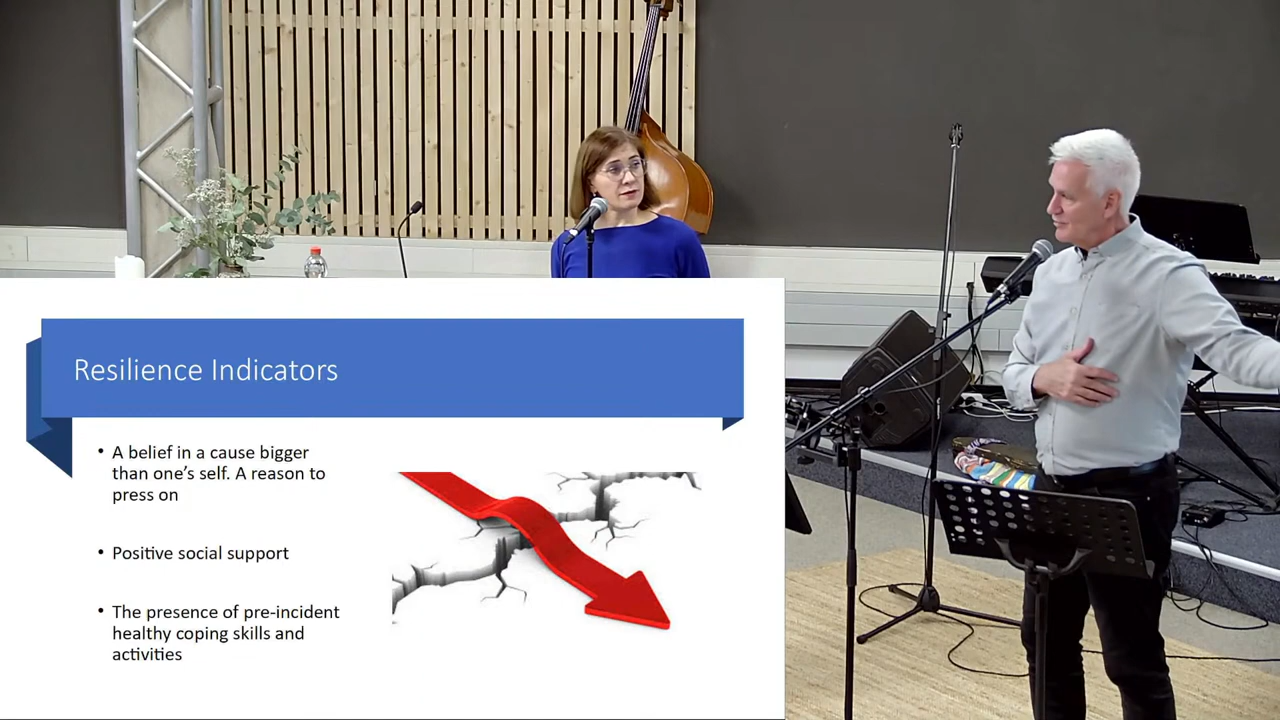 Resilience Indicators
• A belief in a cause bigger
than one’s self. A reason to
press on
• Positive social support
• The presence of pre-incident
healthy coping skills and
activities